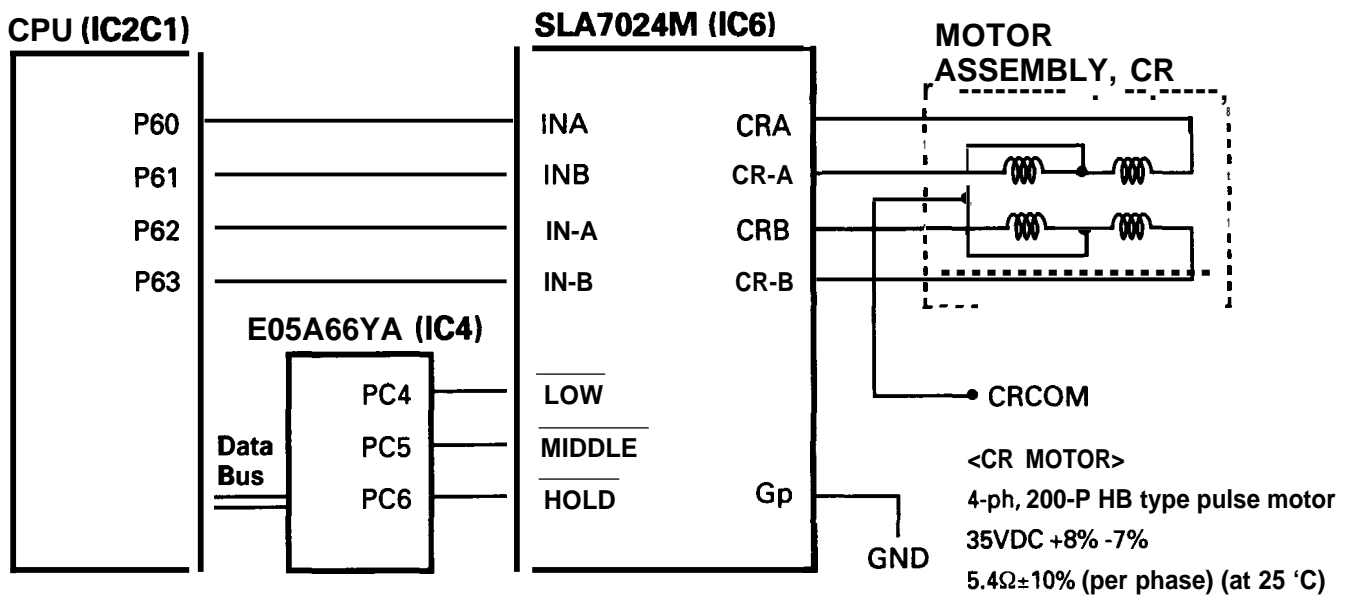 CPU (IC2C1)
SLA7024M (IC6)
MOTOR
ASSEMBLY, CR
P60
INA
CRA
P61
INB
CR-A
P62
IN-A
CRB
P63
IN-B
CR-B
E05A66YA (IC4)
PC4
LOW
CRCOM
Data
Bus
PC5
MIDDLE
<CR MOTOR>
PC6
HOLD
Gp
4-ph, 200-P HB type pulse motor
GND
35VDC +8% -7%
5.4Ω±10% (per phase) (at 25 ‘C)